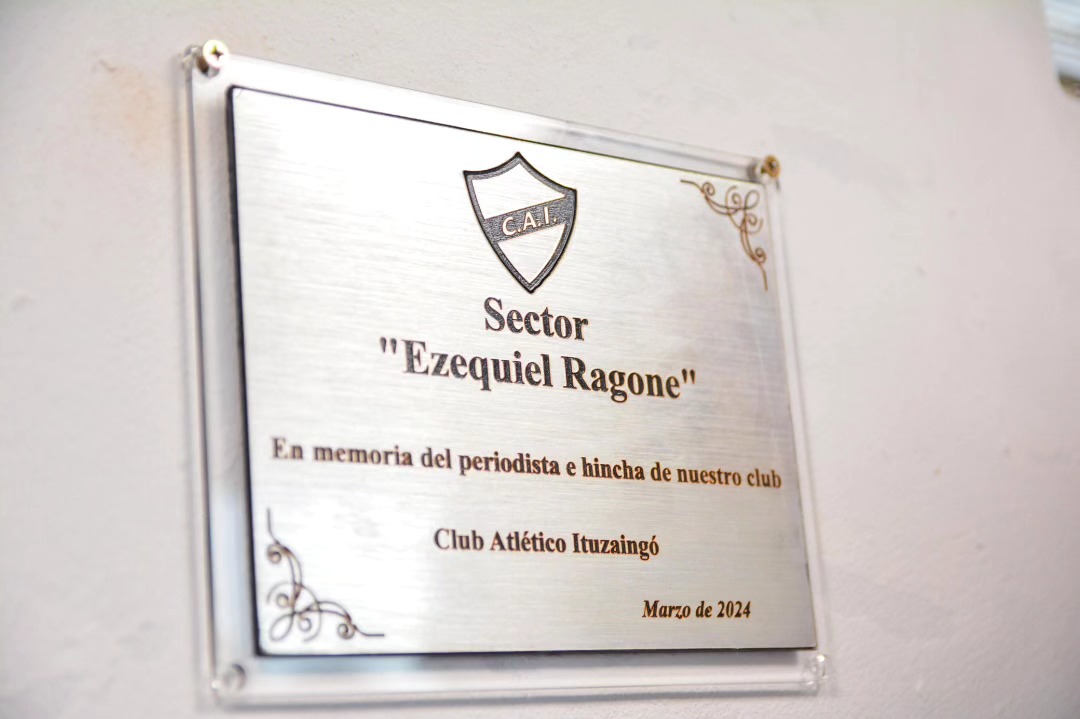 C.A.I.
Sector
"Ezequiel Ragone"
En memoria del periodista e hincha de nuestro club
Club Atlético Ituzaingó
Marzo de 2024